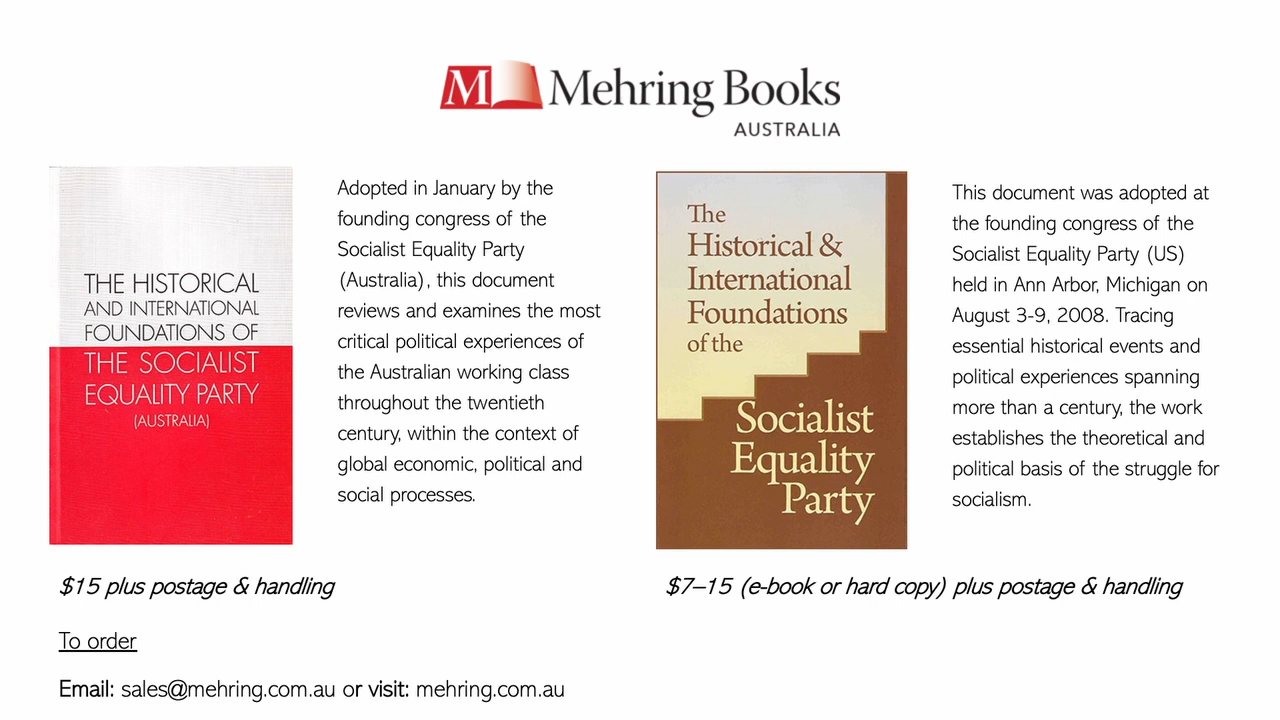 M Mehring Books
AUSTRALIA
THE HISTORICAL
AND INTERNATIONAL
FOUNDATIONS OF
THE SOCIALIST
EQUALITY PARTY
(AUSTRALIA)
Adopted in January by the
founding congress of the
Socialist Equality Party
(Australia), this document
reviews and examines the most
critical political experiences of
the Australian working class
throughout the twentieth
century, within the context of
global economic, political and
social processes.
$15 plus postage & handling
The
Historical &
International
Foundations
of the
Socialist
Equality
Party
This document was adopted at
the founding congress of the
Socialist Equality Party (US)
held in Ann Arbor, Michigan on
August 3-9, 2008. Tracing
essential historical events and
political experiences spanning
more than a century, the work
establishes the theoretical and
political basis of the struggle for
socialism.
$7–15 (e-book or hard copy) plus postage & handling
To order
Email: sales@mehring.com.au or visit: mehring.com.au